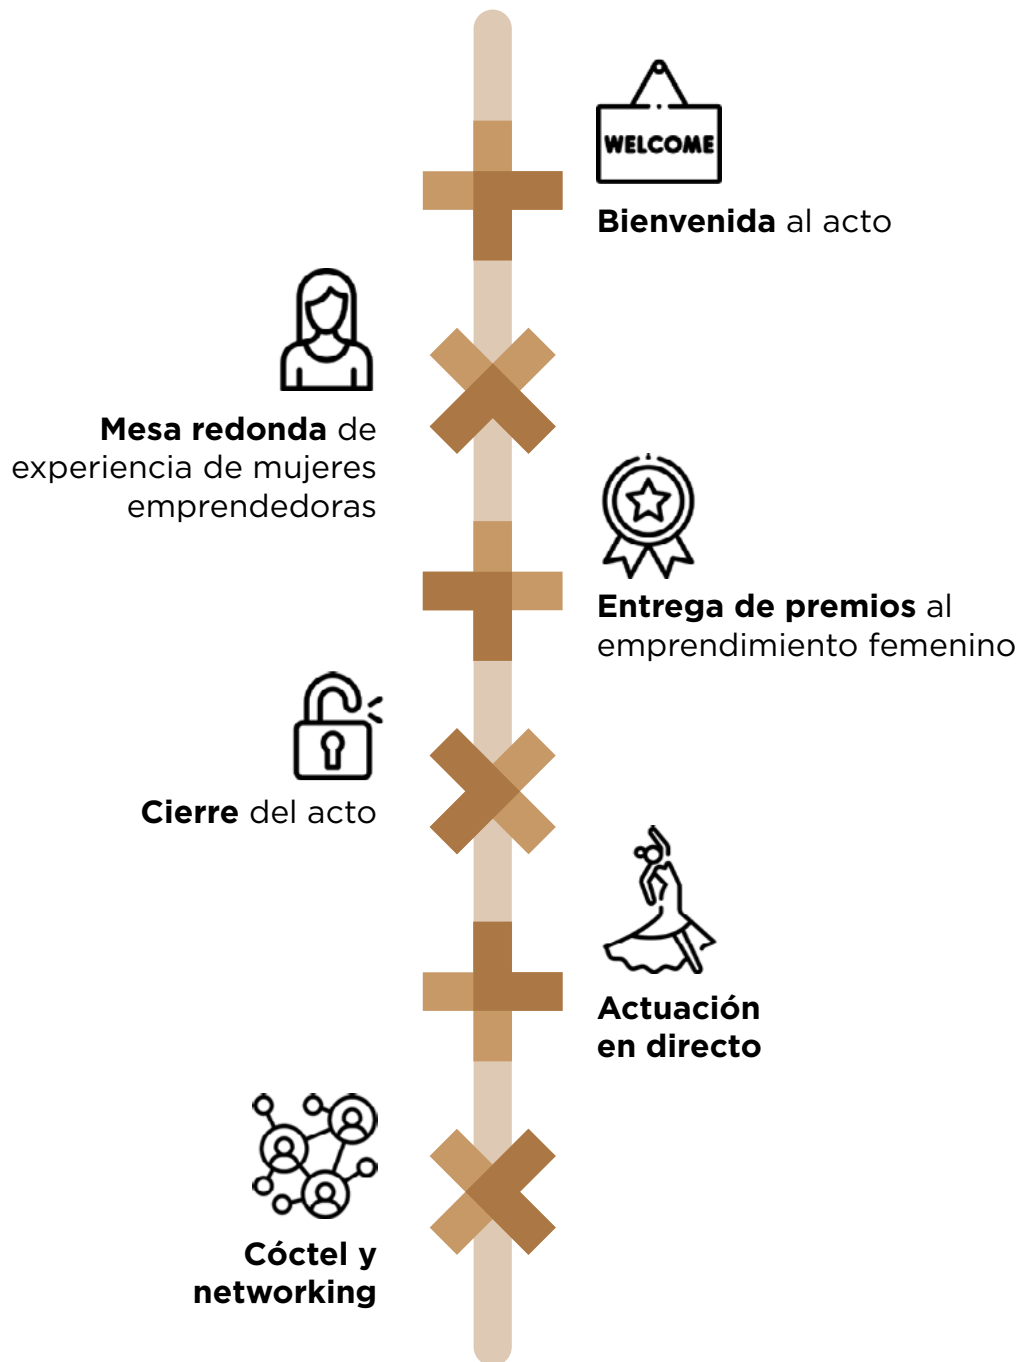 WELCOME
Bienvenida al acto
Mesa redonda de
experiencia de mujeres
emprendedoras
Entrega de premios al
emprendimiento femenino
Cierre del acto
Actuación
en directo
Cóctel y
networking